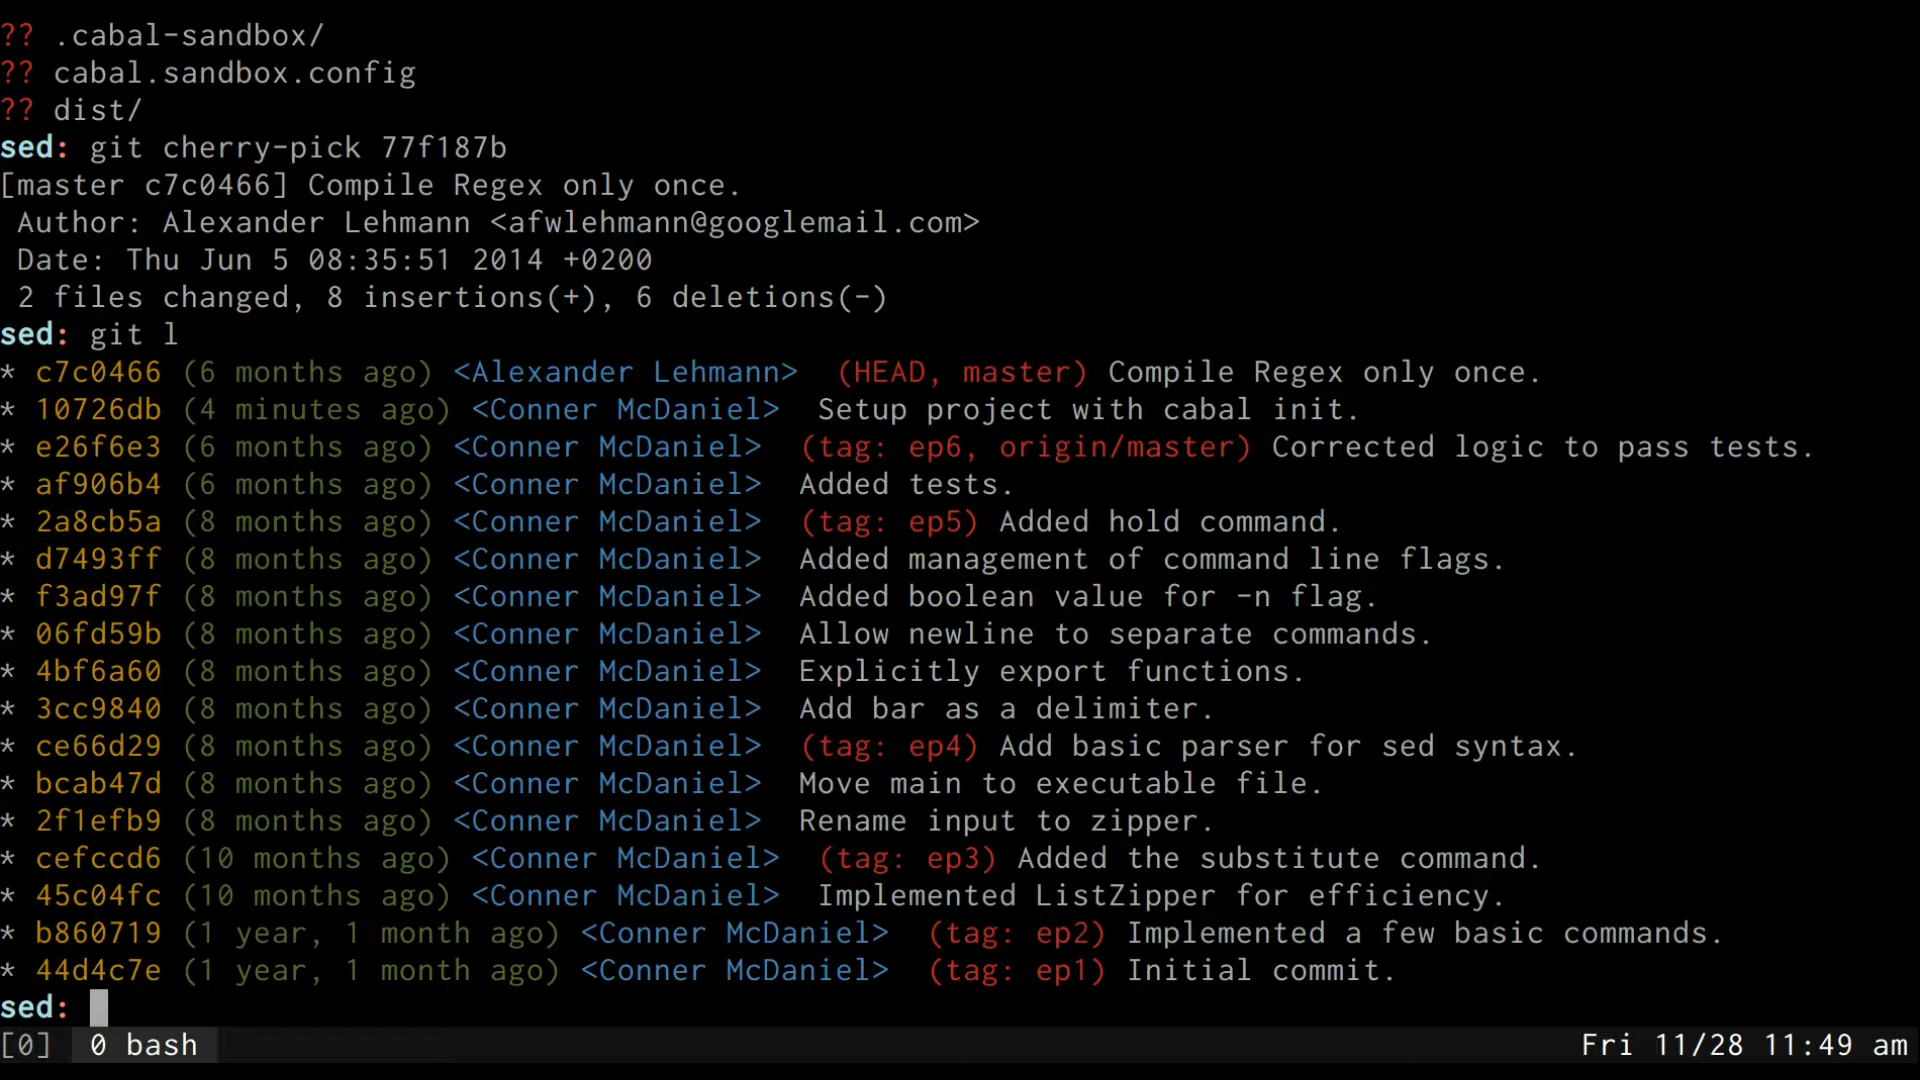 ?? .cabal-sandbox/
?? cabal.sandbox.config
?? dist/
sed: git cherry-pick 77f187b
[master c7c0466] Compile Regex only once.
 Author: Alexander Lehmann <afwlehmann@googlemail.com>
 Date: Thu Jun 5 08:35:51 2014 +0200
 2 files changed, 8 insertions(+), 6 deletions(-)
sed: git l
* c7c0466 (6 months ago) <Alexander Lehmann>  (HEAD, master) Compile Regex only once.
* 10726db (4 minutes ago) <Conner McDaniel>  Setup project with cabal init.
* e26f6e3 (6 months ago) <Conner McDaniel>  (tag: ep6, origin/master) Corrected logic to pass tests.
* af906b4 (6 months ago) <Conner McDaniel>  Added tests.
* 2a8cb5a (8 months ago) <Conner McDaniel>  (tag: ep5) Added hold command.
* d7493ff (8 months ago) <Conner McDaniel>  Added management of command line flags.
* f3ad97f (8 months ago) <Conner McDaniel>  Added boolean value for -n flag.
* 06fd59b (8 months ago) <Conner McDaniel>  Allow newline to separate commands.
* 4bf6a60 (8 months ago) <Conner McDaniel>  Explicitly export functions.
* 3cc9840 (8 months ago) <Conner McDaniel>  Add bar as a delimiter.
* ce66d29 (8 months ago) <Conner McDaniel>  (tag: ep4) Add basic parser for sed syntax.
* bcab47d (8 months ago) <Conner McDaniel>  Move main to executable file.
* 2f1efb9 (8 months ago) <Conner McDaniel>  Rename input to zipper.
* cefccd6 (10 months ago) <Conner McDaniel>  (tag: ep3) Added the substitute command.
* 45c04fc (10 months ago) <Conner McDaniel>  Implemented ListZipper for efficiency.
* b860719 (1 year, 1 month ago) <Conner McDaniel>  (tag: ep2) Implemented a few basic commands.
* 44d4c7e (1 year, 1 month ago) <Conner McDaniel>  (tag: ep1) Initial commit.
sed:
[0]  0 bash  Fri 11/28 11:49 am